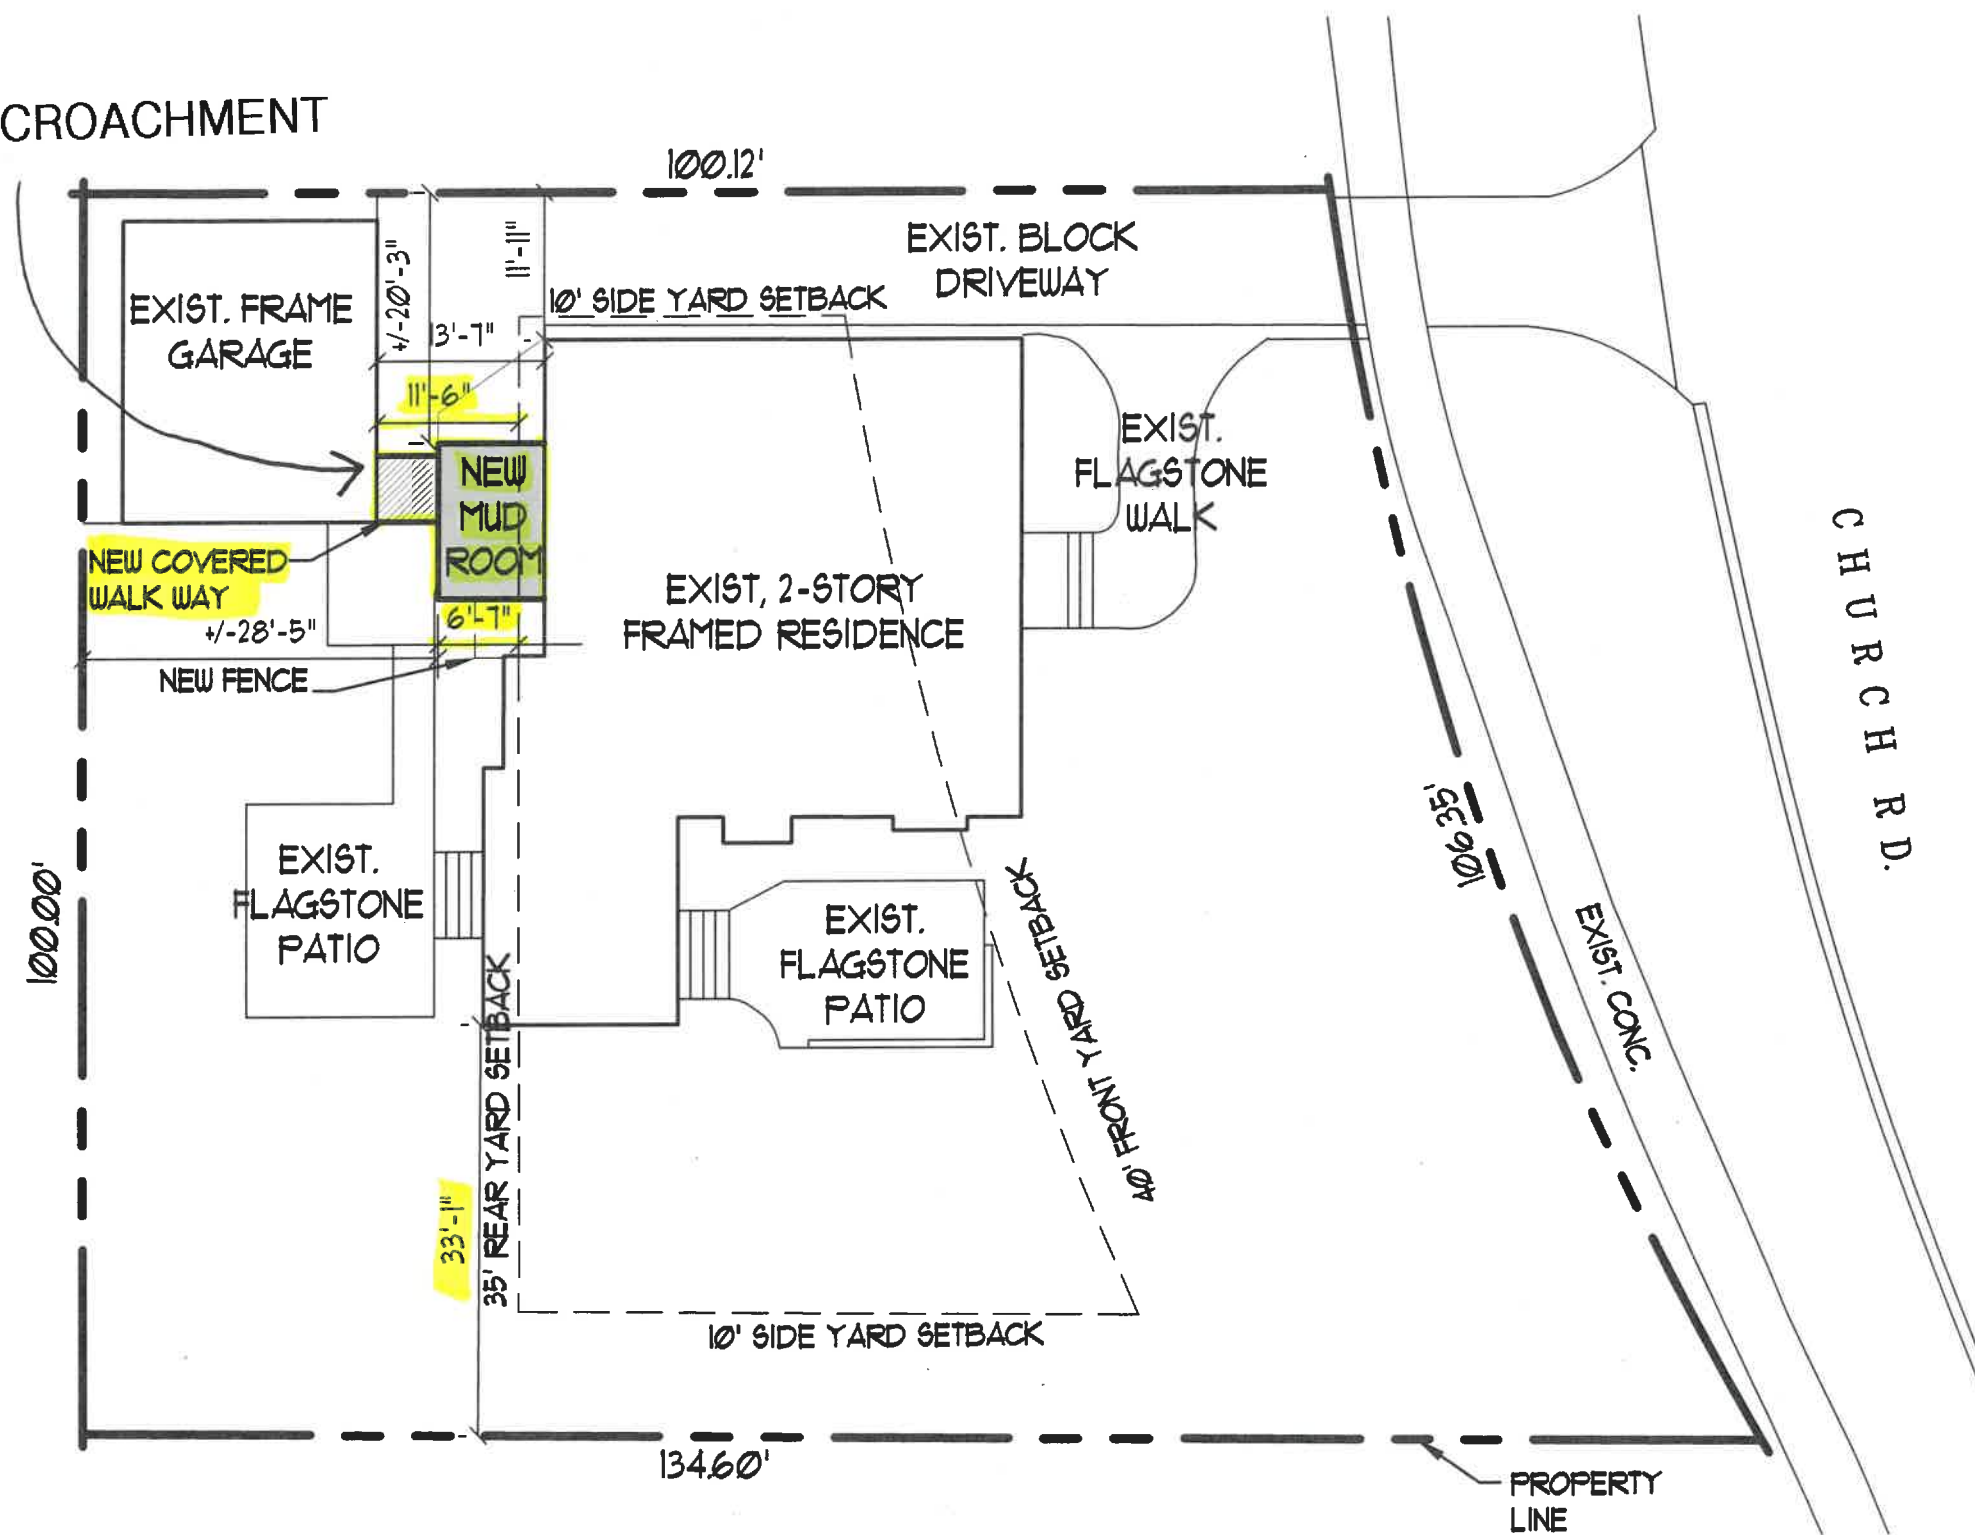 CROACHMENT
100.12'
EXIST. BLOCK
DRIVEWAY
11'-11"
+/-20'-3"
10' SIDE YARD SETBACK
EXIST. FRAME
GARAGE
13'-7"
11'-6"
NEW
MUD
ROOM
EXIST.
FLAGSTONE
WALK
NEW COVERED
WALK WAY
EXIST, 2-STORY
FRAMED RESIDENCE
6'-7"
+/-28'-5"
NEW FENCE
CHURCH RD.
106.35'
EXIST.
FLAGSTONE
PATIO
EXIST.
FLAGSTONE
PATIO
100.00'
40' FRONT YARD SETBACK
EXIST. CONC.
35' REAR YARD SETBACK
33'-1"
10' SIDE YARD SETBACK
134.60'
PROPERTY
LINE